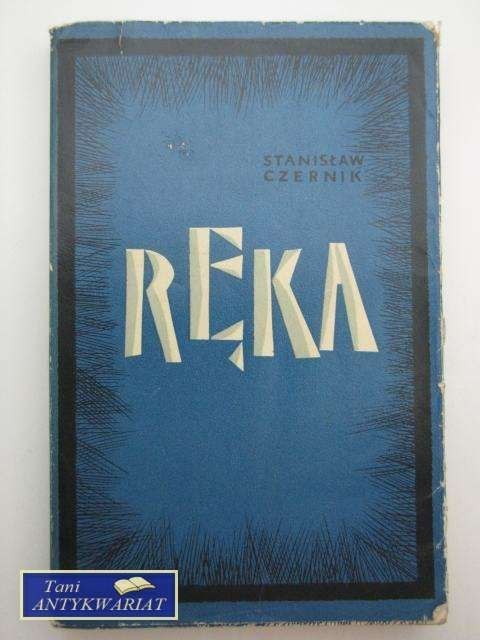 STANISŁAW
CZERNIK
RĘKA
Tani
ANTYKWARIAT